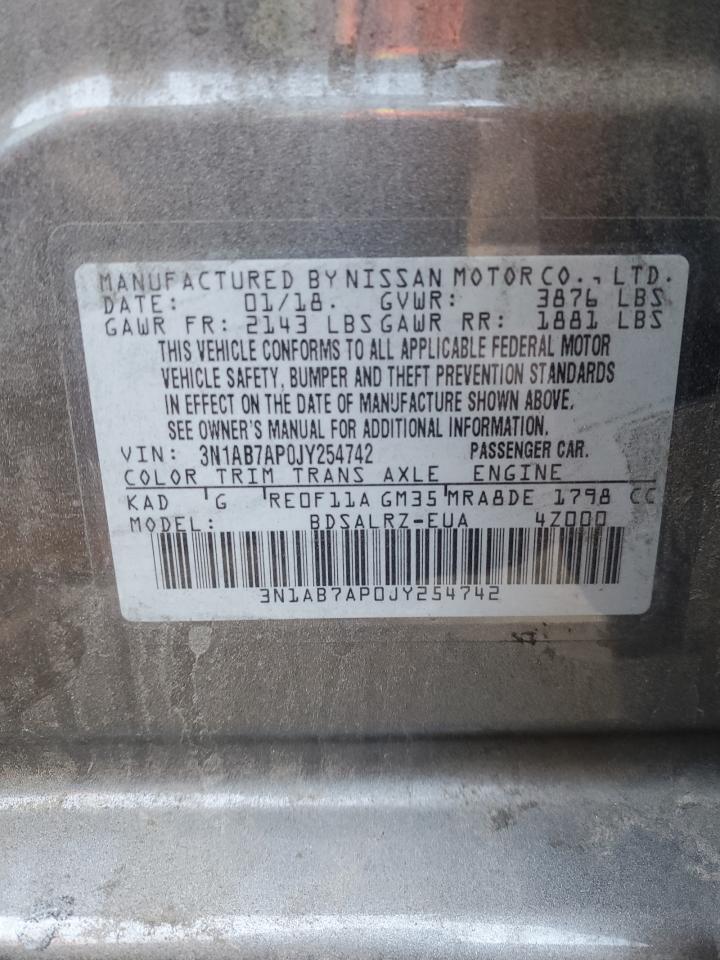 MANUFACTURED BY NISSAN MOTOR CO., LTD.
DATE: 01/18. GVWR: 3876 LBS
GAWR FR: 2143 LBS GAWR RR: 1881 LBS
THIS VEHICLE CONFORMS TO ALL APPLICABLE FEDERAL MOTOR
VEHICLE SAFETY, BUMPER AND THEFT PREVENTION STANDARDS
IN EFFECT ON THE DATE OF MANUFACTURE SHOWN ABOVE.
SEE OWNER'S MANUAL FOR ADDITIONAL INFORMATION.
VIN: 3N1AB7AP0JY254742 PASSENGER CAR.
COLOR TRIM TRANS AXLE ENGINE
KAD G RE0F11A GM35 MRA8DE 1798 CC
MODEL: BDSALRZ-EUA 4Z000
3N1AB7AP0JY254742